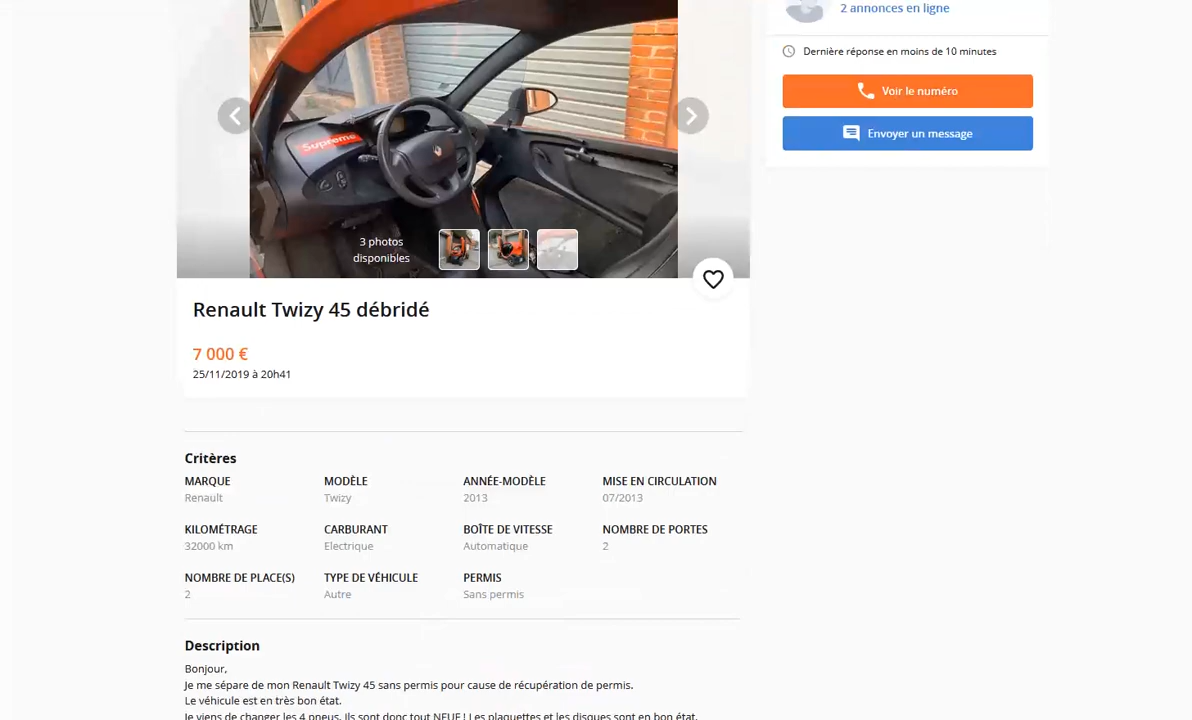 2 annonces en ligne
Dernière réponse en moins de 10 minutes
Voir le numéro
Envoyer un message
Supreme
3 photos
disponibles
Renault Twizy 45 débridé
7 000 €
25/11/2019 à 20h41
Critères
MARQUE MODÈLE ANNÉE-MODÈLE MISE EN CIRCULATION
Renault Twizy 2013 07/2013
KILOMÉTRAGE CARBURANT BOÎTE DE VITESSE NOMBRE DE PORTES
32000 km Electrique Automatique 2
NOMBRE DE PLACE(S) TYPE DE VÉHICULE PERMIS
2 Autre Sans permis
Description
Bonjour,
Je me sépare de mon Renault Twizy 45 sans permis pour cause de récupération de permis.
Le véhicule est en très bon état.
Je viens de changer les 4 pneus. Ils sont donc tout NEUF ! Les plaquettes et les disques sont en bon état.